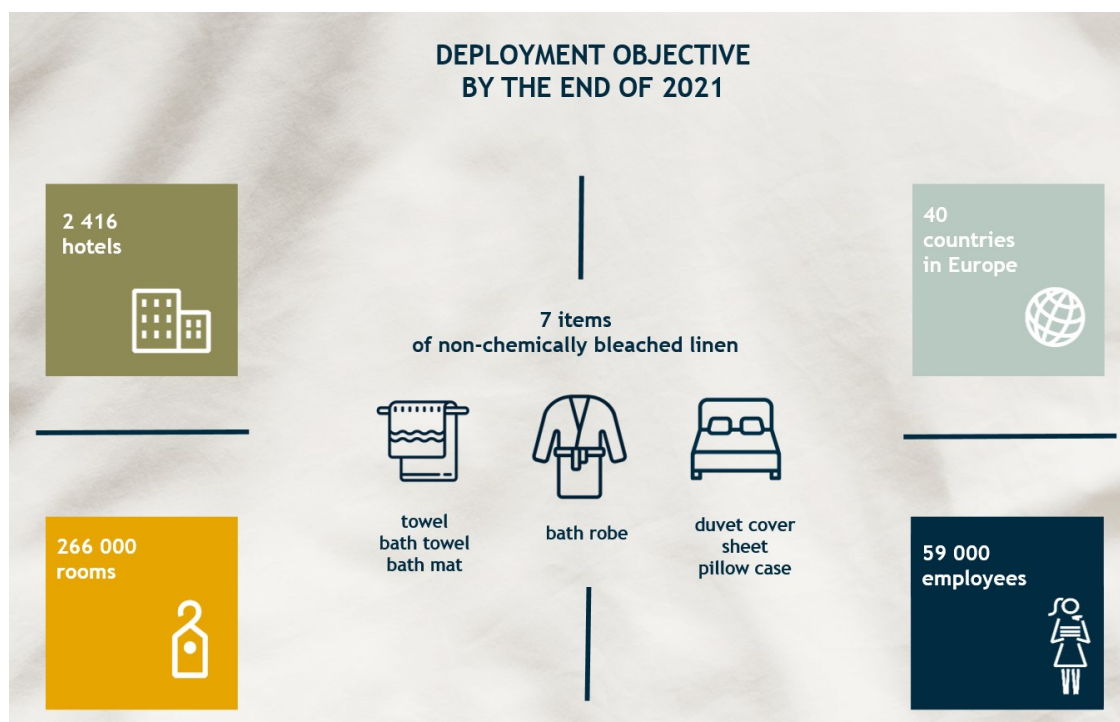 DEPLOYMENT OBJECTIVE
BY THE END OF 2021
2 416
hotels
40
countries
in Europe
7 items
of non-chemically bleached linen
towel
bath towel
bath mat
bath robe
duvet cover
sheet
pillow case
266 000
rooms
59 000
employees